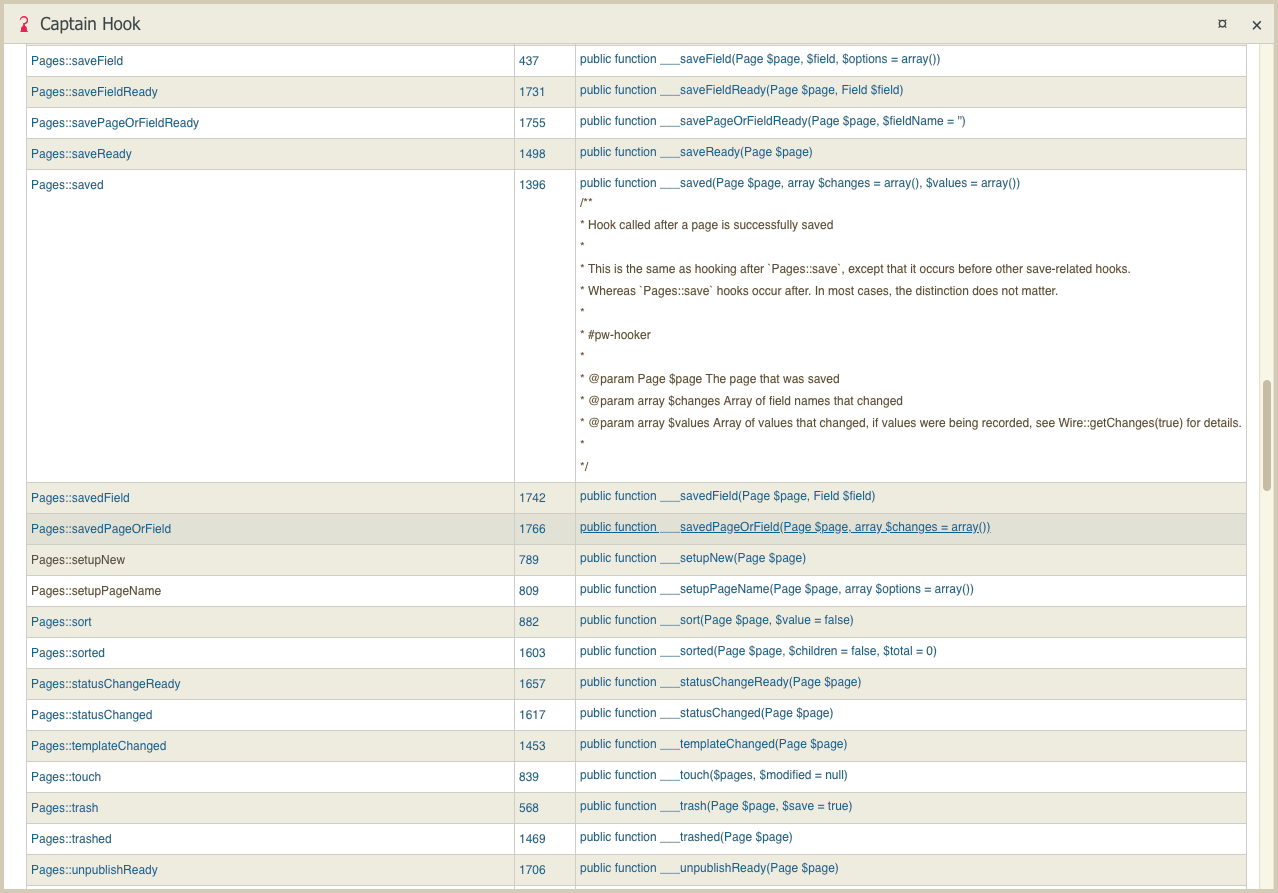 Captain Hook
Pages::saveField 437 public function ___saveField(Page $page, $field, $options = array())
Pages::saveFieldReady 1731 public function ___saveFieldReady(Page $page, Field $field)
Pages::savePageOrFieldReady 1755 public function ___savePageOrFieldReady(Page $page, $fieldName = '')
Pages::saveReady 1498 public function ___saveReady(Page $page)
Pages::saved 1396 public function ___saved(Page $page, array $changes = array(), $values = array())
/**
* Hook called after a page is successfully saved
*
* This is the same as hooking after `Pages::save`, except that it occurs before other save-related hooks.
* Whereas `Pages::save` hooks occur after. In most cases, the distinction does not matter.
*
* #pw-hooker
*
* @param Page $page The page that was saved
* @param array $changes Array of field names that changed
* @param array $values Array of values that changed, if values were being recorded, see Wire::getChanges(true) for details.
*
*/
Pages::savedField 1742 public function ___savedField(Page $page, Field $field)
Pages::savedPageOrField 1766 public function ___savedPageOrField(Page $page, array $changes = array())
Pages::setupNew 789 public function ___setupNew(Page $page)
Pages::setupPageName 809 public function ___setupPageName(Page $page, array $options = array())
Pages::sort 882 public function ___sort(Page $page, $value = false)
Pages::sorted 1603 public function ___sorted(Page $page, $children = false, $total = 0)
Pages::statusChangeReady 1657 public function ___statusChangeReady(Page $page)
Pages::statusChanged 1617 public function ___statusChanged(Page $page)
Pages::templateChanged 1453 public function ___templateChanged(Page $page)
Pages::touch 839 public function ___touch($pages, $modified = null)
Pages::trash 568 public function ___trash(Page $page, $save = true)
Pages::trashed 1469 public function ___trashed(Page $page)
Pages::unpublishReady 1706 public function ___unpublishReady(Page $page)